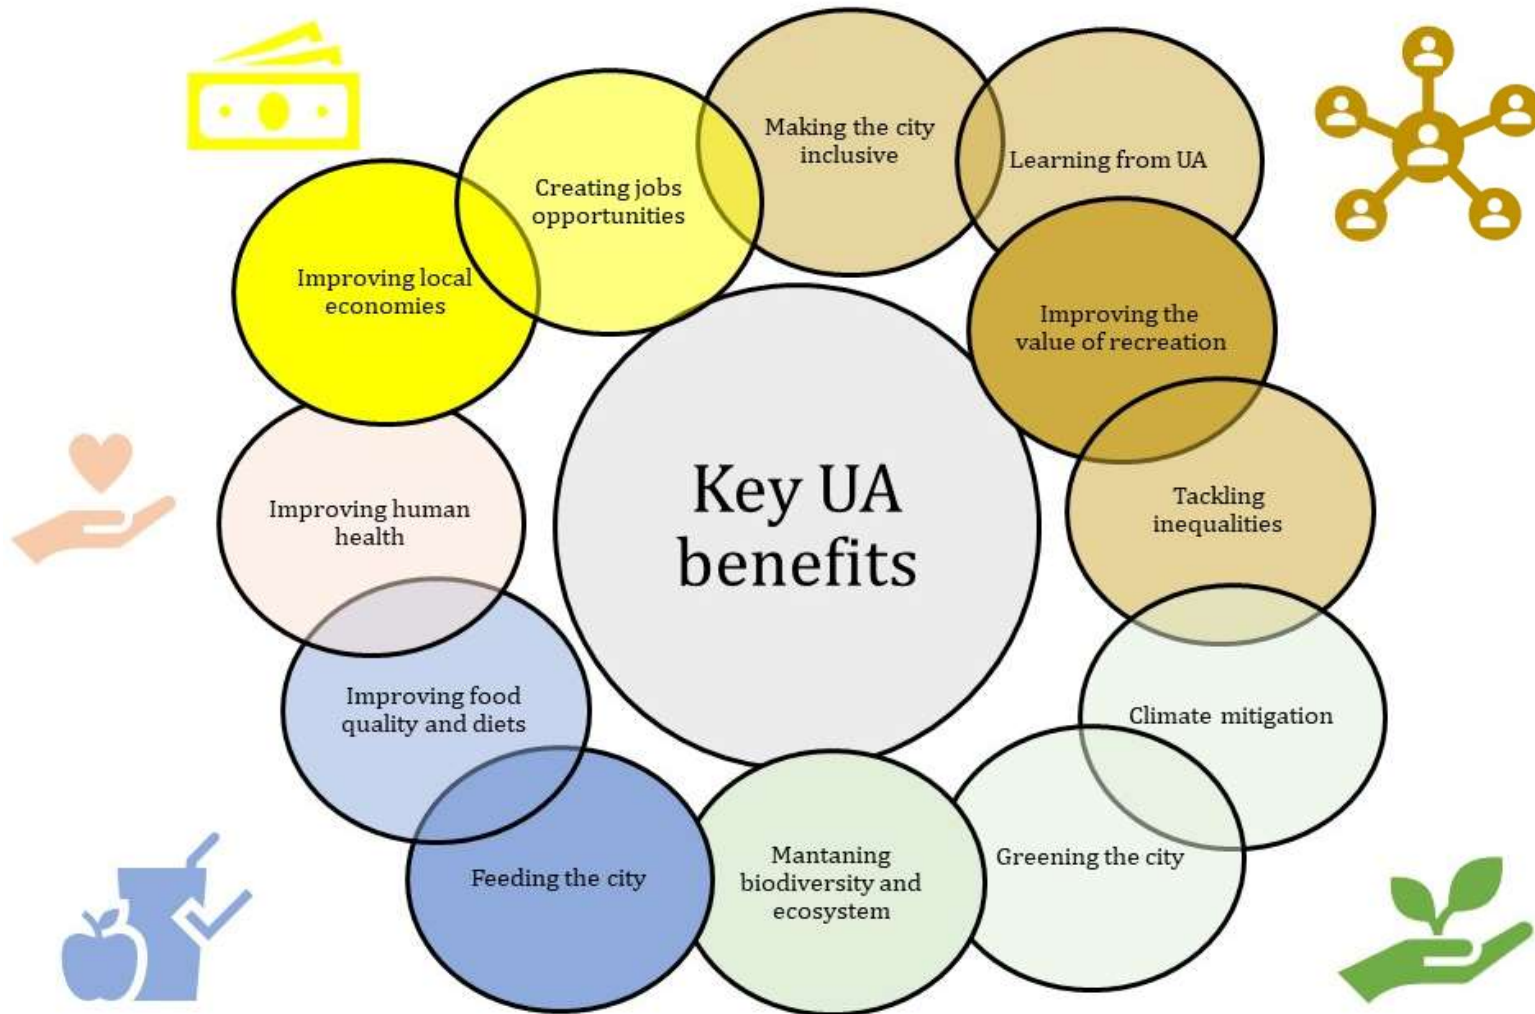 Making the city
inclusive
Learning from UA
Creating jobs
opportunities
Improving local
economies
Improving the
value of recreation
Key UA
benefits
Improving human
health
Tackling
inequalities
Improving food
quality and diets
Climate mitigation
Feeding the city
Mantaning
biodiversity and
ecosystem
Greening the city